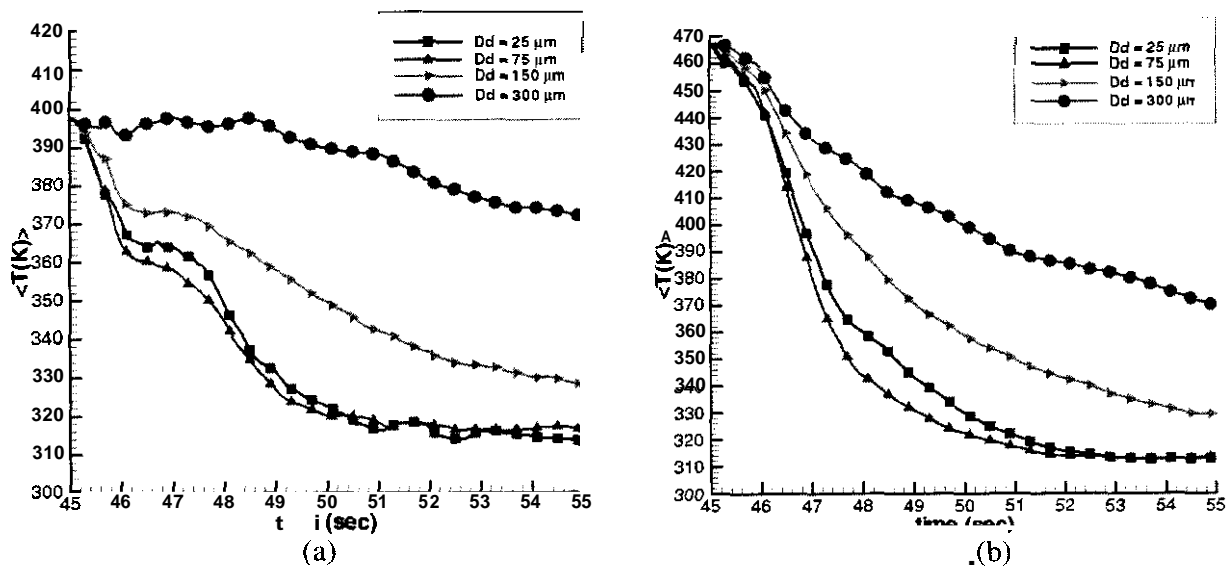 420
410
400
390
380
370
360
350
340
330
320
310
300
<T(K)>
45 46 47 48 49 50 51 52 53 54 55
t i (sec)
Dd = 25 µm
Dd = 75 µm
Dd = 150 µm
Dd = 300 µm
(a)
470
460
450
440
430
420
410
400
390
380
370
360
350
340
330
320
310
300
<T(K)>
45 46 47 48 49 50 51 52 53 54 55
time (sec)
Dd = 25 µm
Dd = 75 µm
Dd = 150 µm
Dd = 300 µm
(b)